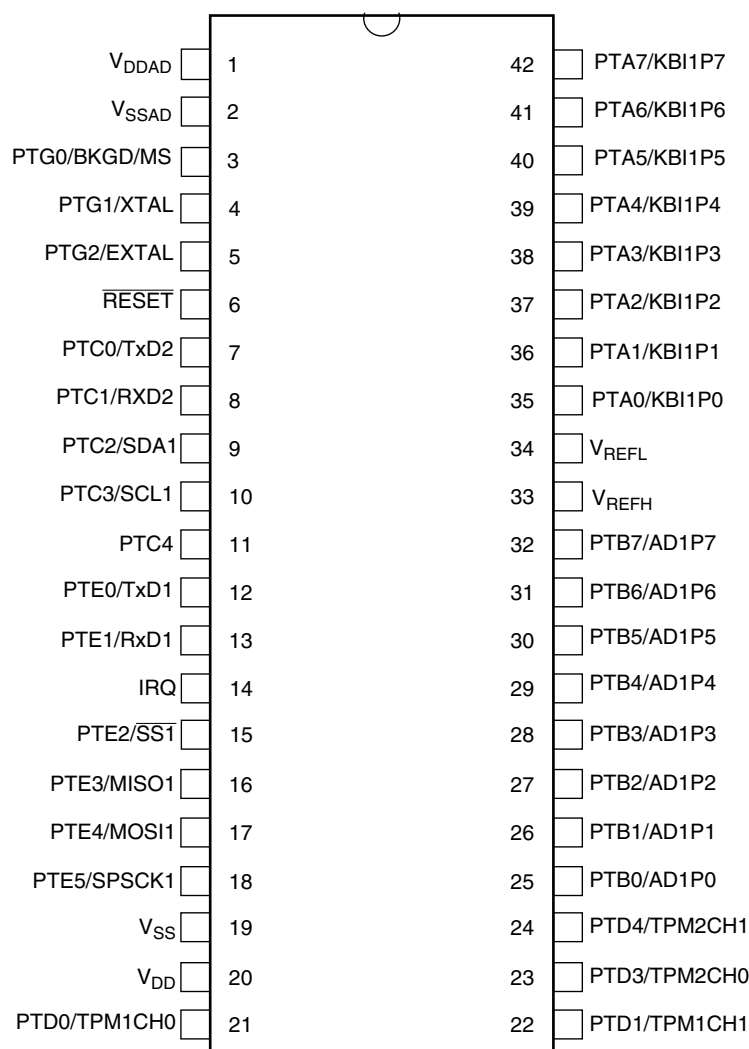 VDDAD 1 42 PTA7/KBI1P7
VSSAD 2 41 PTA6/KBI1P6
PTG0/BKGD/MS 3 40 PTA5/KBI1P5
PTG1/XTAL 4 39 PTA4/KBI1P4
PTG2/EXTAL 5 38 PTA3/KBI1P3
RESET 6 37 PTA2/KBI1P2
PTC0/TxD2 7 36 PTA1/KBI1P1
PTC1/RXD2 8 35 PTA0/KBI1P0
PTC2/SDA1 9 34 VREFL
PTC3/SCL1 10 33 VREFH
PTC4 11 32 PTB7/AD1P7
PTE0/TxD1 12 31 PTB6/AD1P6
PTE1/RxD1 13 30 PTB5/AD1P5
IRQ 14 29 PTB4/AD1P4
PTE2/SS1 15 28 PTB3/AD1P3
PTE3/MISO1 16 27 PTB2/AD1P2
PTE4/MOSI1 17 26 PTB1/AD1P1
PTE5/SPSCK1 18 25 PTB0/AD1P0
VSS 19 24 PTD4/TPM2CH1
VDD 20 23 PTD3/TPM2CH0
PTD0/TPM1CH0 21 22 PTD1/TPM1CH1